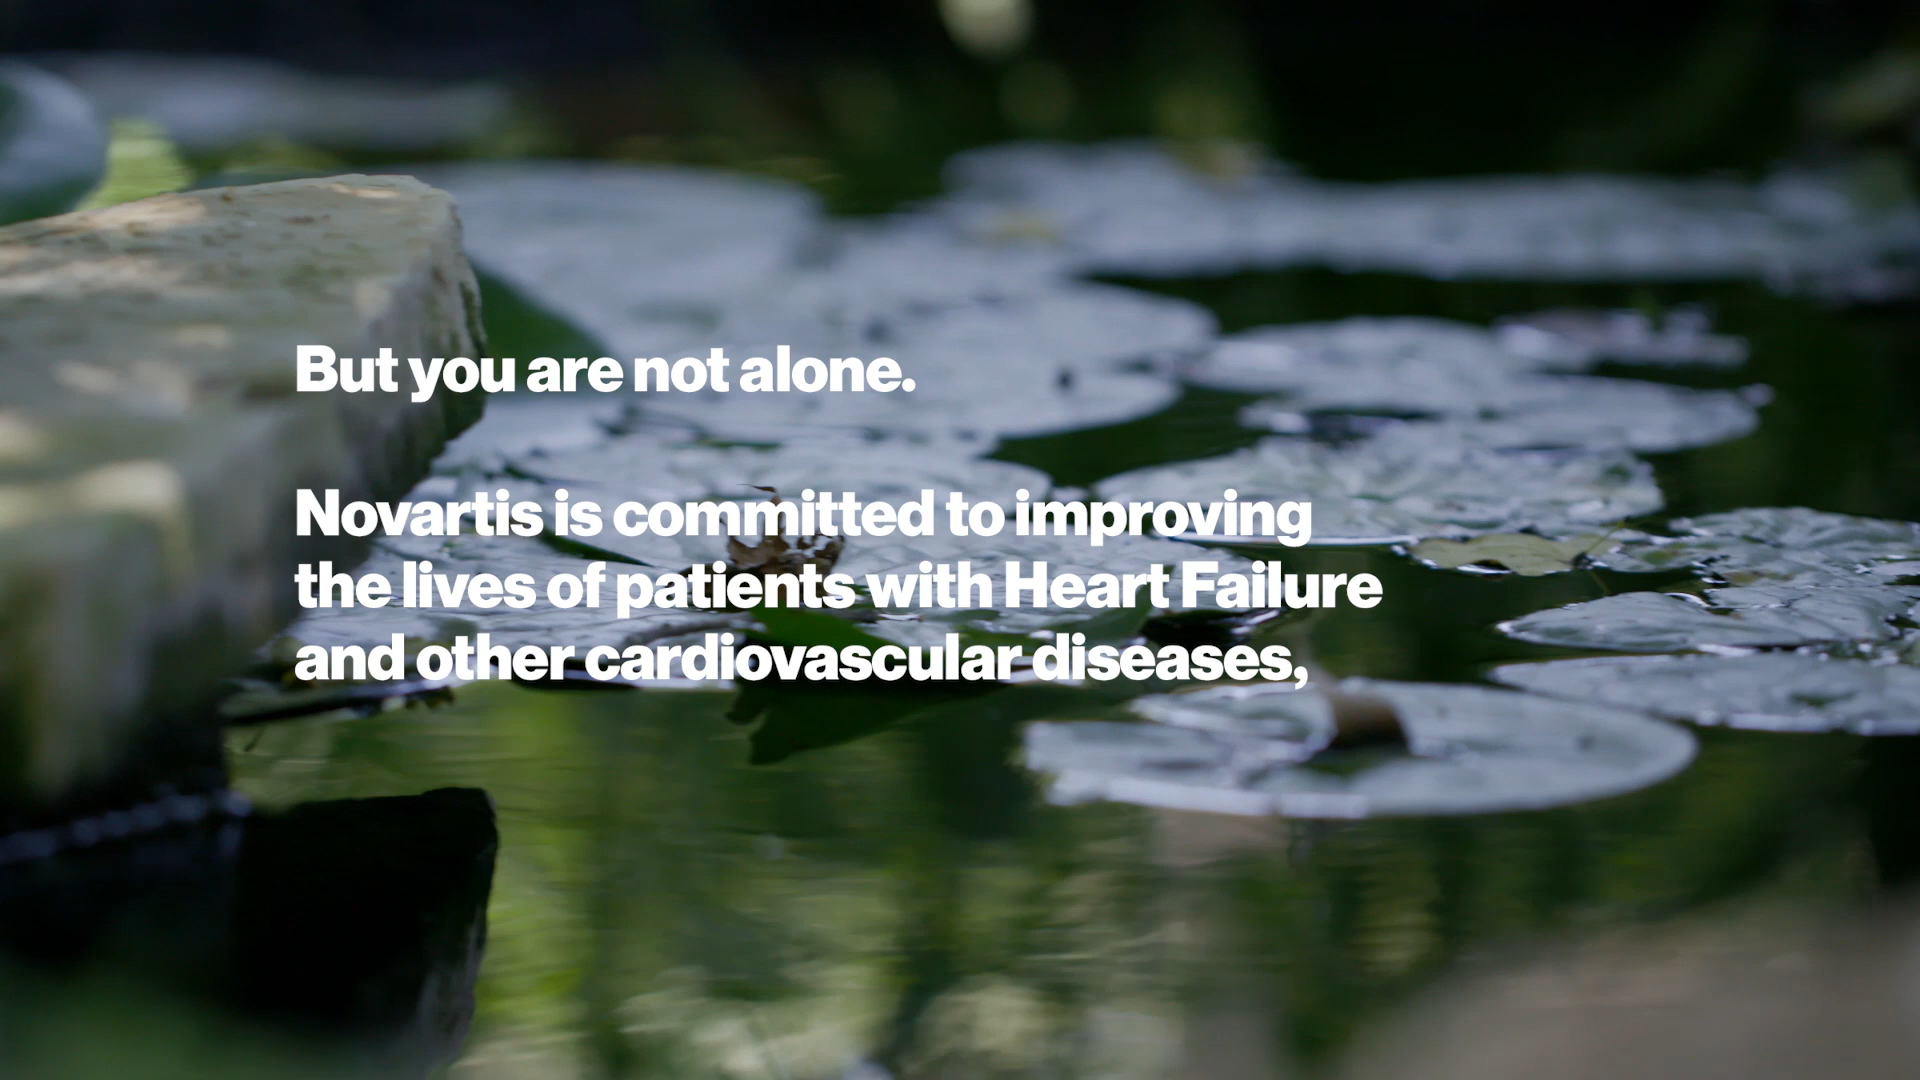 But you are not alone.
Novartis is committed to improving
the lives of patients with Heart Failure
and other cardiovascular diseases,